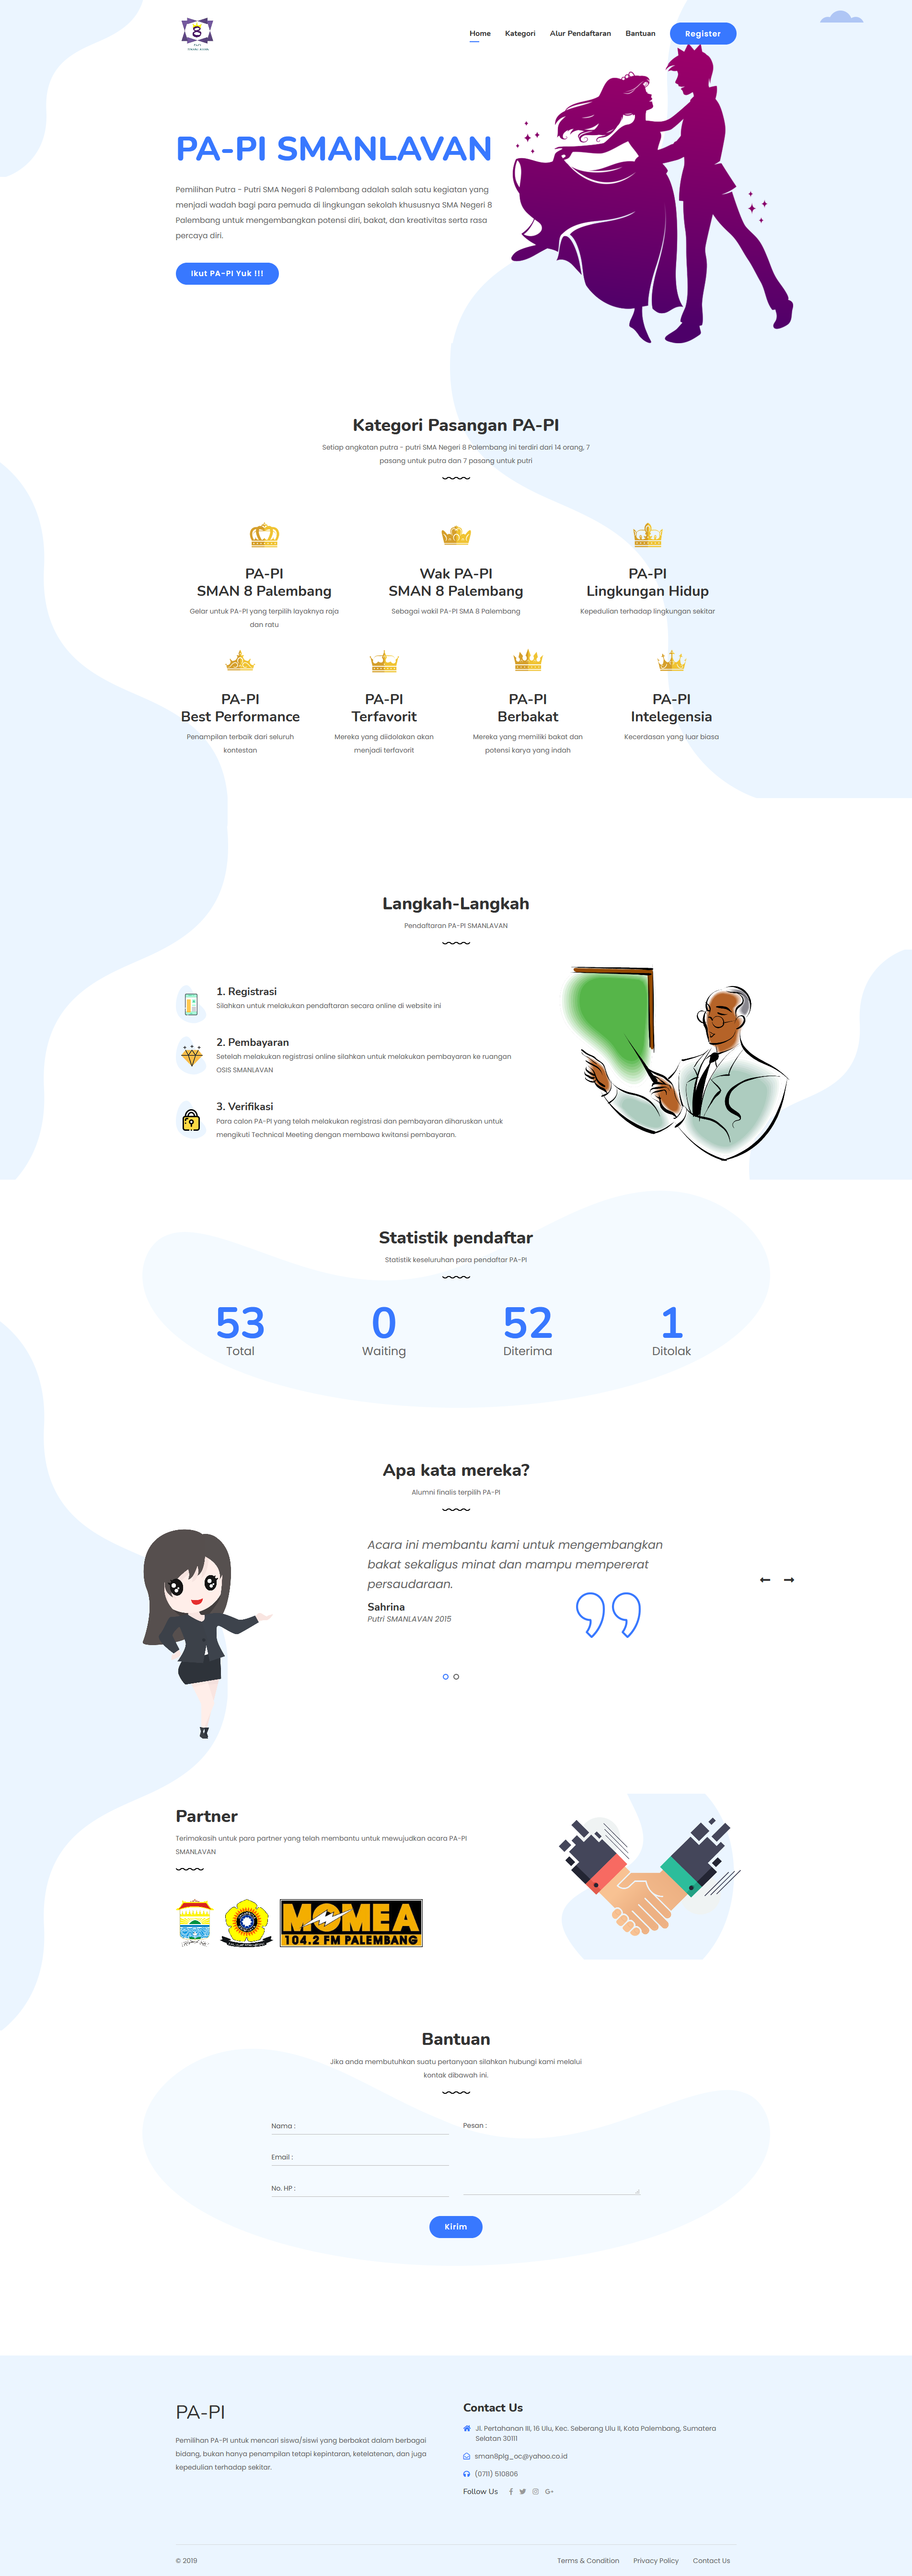 8
Home
Kategori
Alur Pendaftaran
Bantuan
Register
PA-PI SMANLAVAN
Pemilihan Putra - Putri SMA Negeri 8 Palembang adalah salah satu kegiatan yang
menjadi wadah bagi para pemuda di lingkungan sekolah khususnya SMA Negeri 8
Palembang untuk mengembangkan potensi diri, bakat, dan kreativitas serta rasa
percaya diri.
Ikut PA-PI Yuk !!!
Kategori Pasangan PA-PI
Setiap angkatan putra - putri SMA Negeri 8 Palembang ini terdiri dari 14 orang, 7
pasang untuk putra dan 7 pasang untuk putri
PA-PI
SMAN 8 Palembang
Gelar untuk PA-PI yang terpilih layaknya raja
dan ratu
Wak PA-PI
SMAN 8 Palembang
Sebagai wakil PA-PI SMA 8 Palembang
PA-PI
Lingkungan Hidup
Kepedulian terhadap lingkungan sekitar
PA-PI
Best Performance
Penampilan terbaik dari seluruh
kontestan
PA-PI
Terfavorit
Mereka yang diidolakan akan
menjadi terfavorit
PA-PI
Berbakat
Mereka yang memiliki bakat dan
potensi karya yang indah
PA-PI
Intelegensia
Kecerdasan yang luar biasa
Langkah-Langkah
Pendaftaran PA-PI SMANLAVAN
1. Registrasi
Silahkan untuk melakukan pendaftaran secara online di website ini
2. Pembayaran
Setelah melakukan registrasi online silahkan untuk melakukan pembayaran ke ruangan
OSIS SMANLAVAN
3. Verifikasi
Para calon PA-PI yang telah melakukan registrasi dan pembayaran diharuskan untuk
mengikuti Technical Meeting dengan membawa kwitansi pembayaran.
Statistik pendaftar
Statistik keseluruhan para pendaftar PA-PI
53
Total
0
Waiting
52
Diterima
1
Ditolak
Apa kata mereka?
Alumni finalis terpilih PA-PI
Acara ini membantu kami untuk mengembangkan
bakat sekaligus minat dan mampu mempererat
persaudaraan.
Sahrina
Putri SMANLAVAN 2015
Partner
Terimakasih untuk para partner yang telah membantu untuk mewujudkan acara PA-PI
SMANLAVAN
MOMEA
104.2 FM PALEMBANG
Bantuan
Jika anda membutuhkan suatu pertanyaan silahkan hubungi kami melalui
kontak dibawah ini.
Nama :
Email :
No. HP :
Pesan :
Kirim
PA-PI
Pemilihan PA-PI untuk mencari siswa/siswi yang berbakat dalam berbagai
bidang, bukan hanya penampilan tetapi kepintaran, ketelatenan, dan juga
kepedulian terhadap sekitar.
Contact Us
Jl. Pertahanan III, 16 Ulu, Kec. Seberang Ulu II, Kota Palembang, Sumatera
Selatan 30111
sman8plg_oc@yahoo.co.id
(0711) 510806
Follow Us
© 2019
Terms & Condition
Privacy Policy
Contact Us